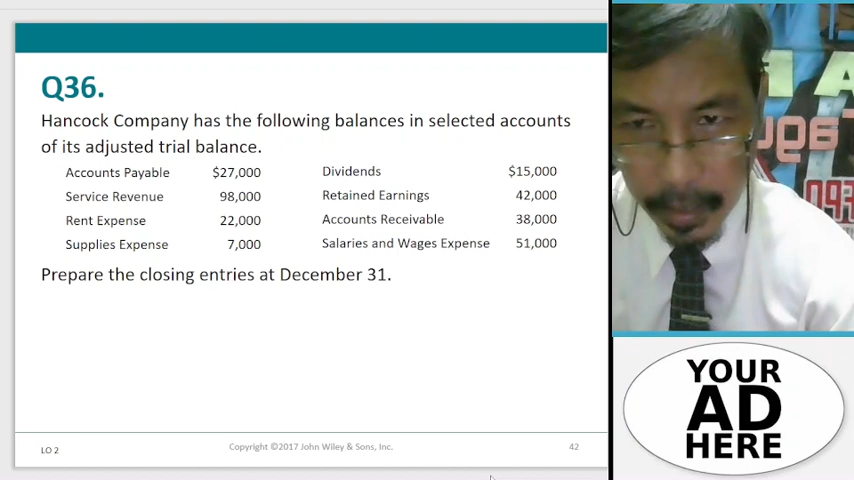 Q36.
Hancock Company has the following balances in selected accounts
of its adjusted trial balance.
Accounts Payable $27,000 Dividends $15,000
Service Revenue 98,000 Retained Earnings 42,000
Rent Expense 22,000 Accounts Receivable 38,000
Supplies Expense 7,000 Salaries and Wages Expense 51,000
Prepare the closing entries at December 31.
LO 2 Copyright ©2017 John Wiley & Sons, Inc. 42
YOUR
AD
HERE